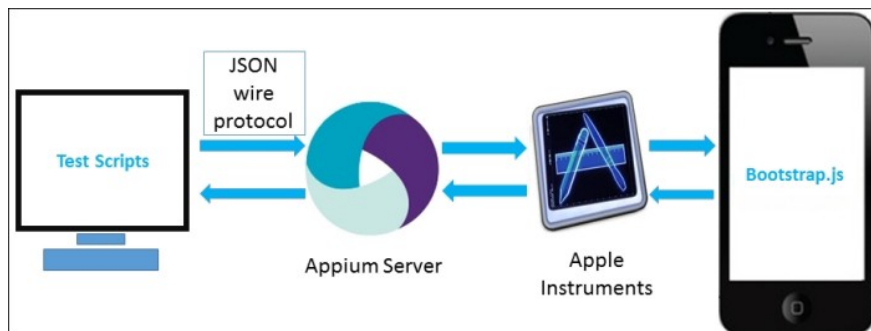 JSON
wire
protocol
Test Scripts
Bootstrap.js
Appium Server
Apple
Instruments